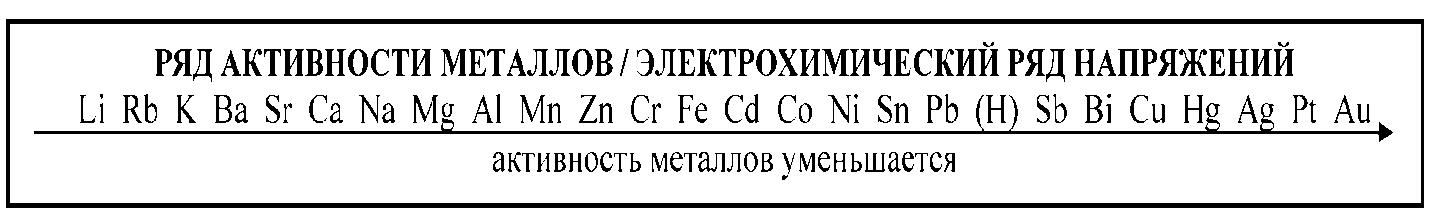 РЯД АКТИВНОСТИ МЕТАЛЛОВ / ЭЛЕКТРОХИМИЧЕСКИЙ РЯД НАПРЯЖЕНИЙ
Li Rb K Ba Sr Ca Na Mg Al Mn Zn Cr Fe Cd Co Ni Sn Pb (H) Sb Bi Cu Hg Ag Pt Au
активность металлов уменьшается